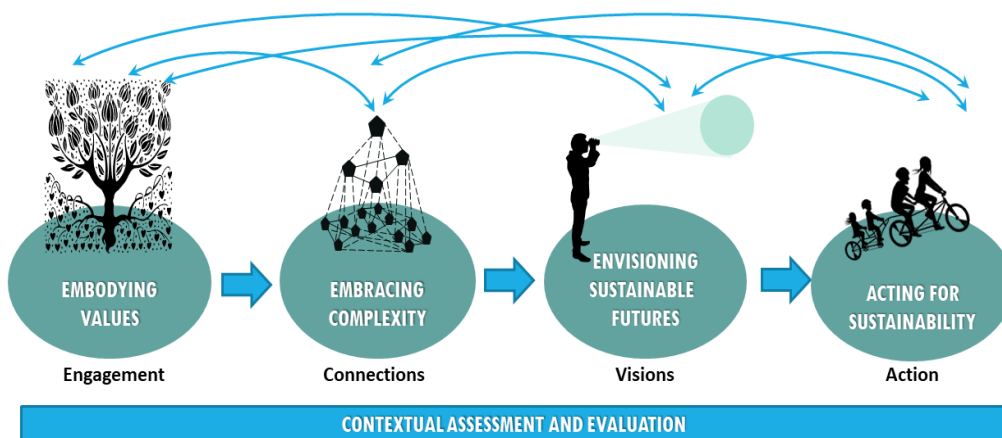 EMBODYING
VALUES
EMBRACING
COMPLEXITY
ENVISIONING
SUSTAINABLE
FUTURES
ACTING FOR
SUSTAINABILITY
Engagement
Connections
Visions
Action
CONTEXTUAL ASSESSMENT AND EVALUATION